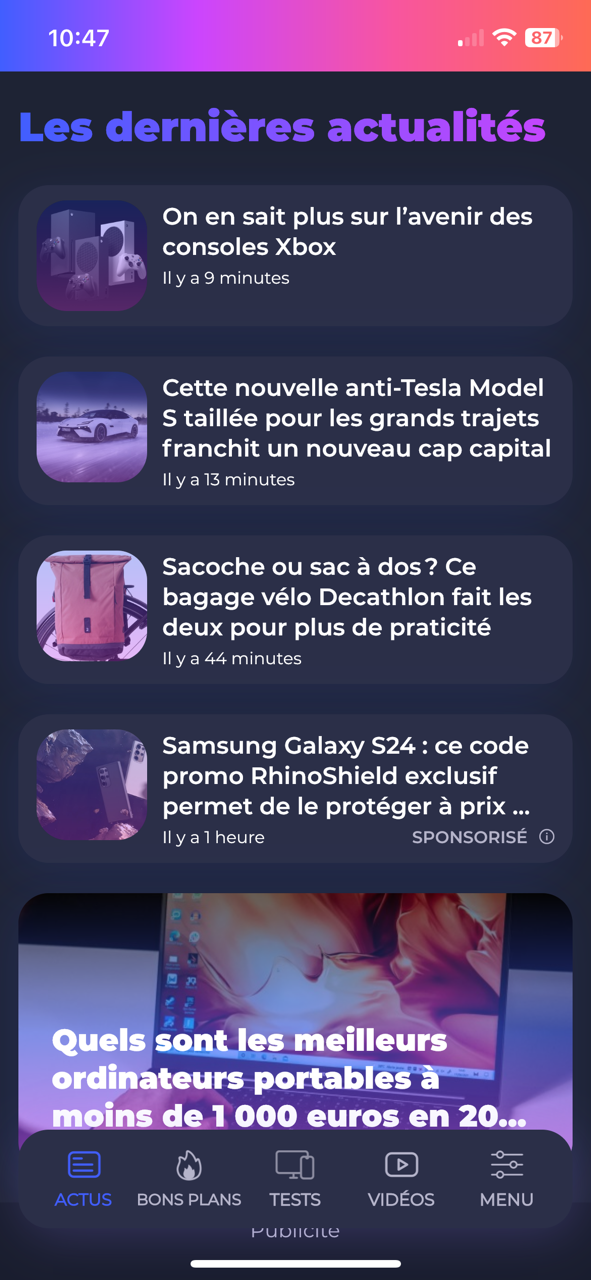 10:47
87
Les dernières actualités
On en sait plus sur l’avenir des
consoles Xbox
Il y a 9 minutes
Cette nouvelle anti-Tesla Model
S taillée pour les grands trajets
franchit un nouveau cap capital
Il y a 13 minutes
Sacoche ou sac à dos ? Ce
bagage vélo Decathlon fait les
deux pour plus de praticité
Il y a 44 minutes
Samsung Galaxy S24 : ce code
promo RhinoShield exclusif
permet de le protéger à prix ...
Il y a 1 heure
SPONSORISÉ
Quels sont les meilleurs
ordinateurs portables à
moins de 1 000 euros en 20...
ACTUS
BONS PLANS
TESTS
VIDÉOS
MENU
Publicité